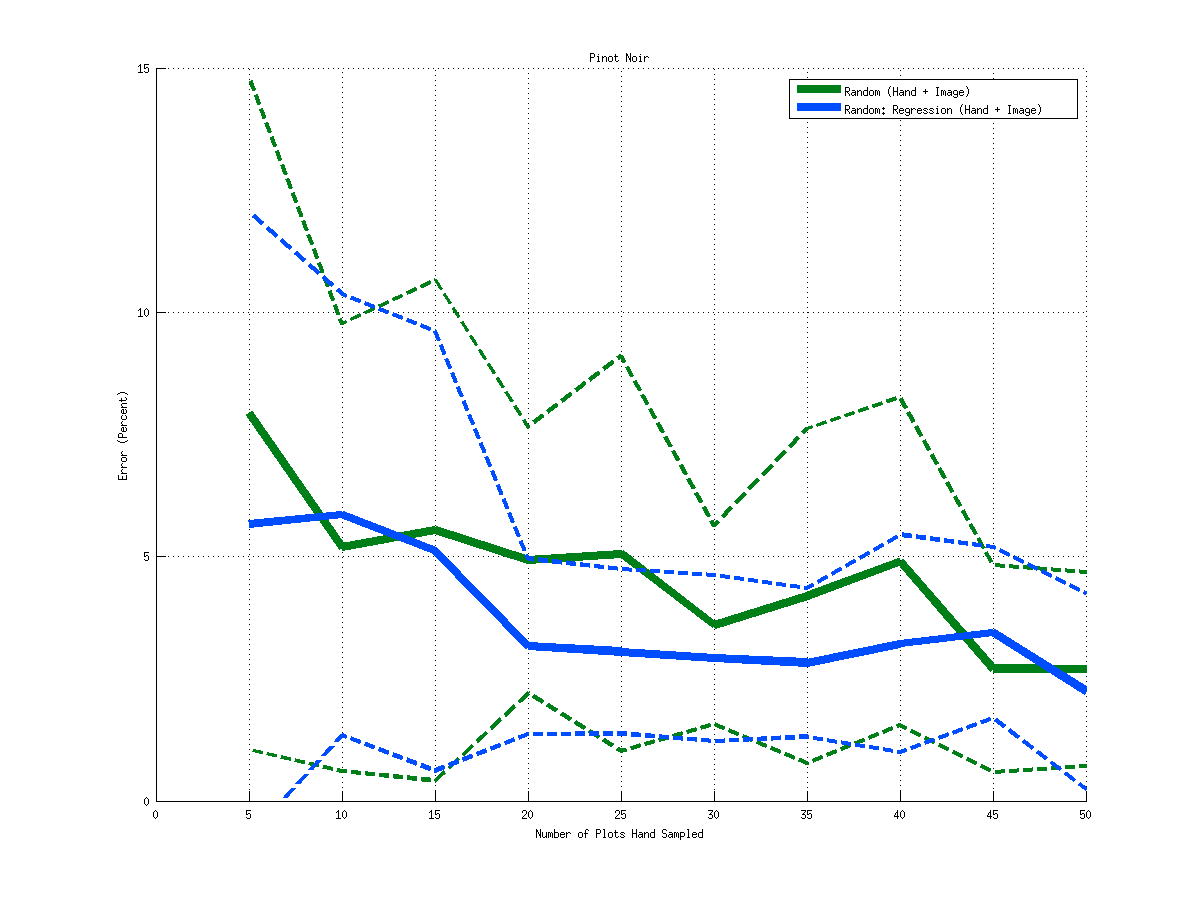 Pinot Noir
Random (Hand + Image)
Random: Regression (Hand + Image)
15
10
5
0
Error (Percent)
0 5 10 15 20 25 30 35 40 45 50
Number of Plots Hand Sampled